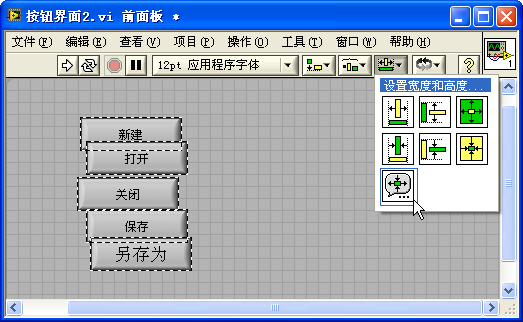 按钮界面2.vi 前面板 *
文件(F) 编辑(E) 查看(V) 项目(P) 操作(O) 工具(T) 窗口(W) 帮助(H)
12pt 应用程序字体
?
1
设置宽度和高度...
新建
打开
关闭
保存
另存为